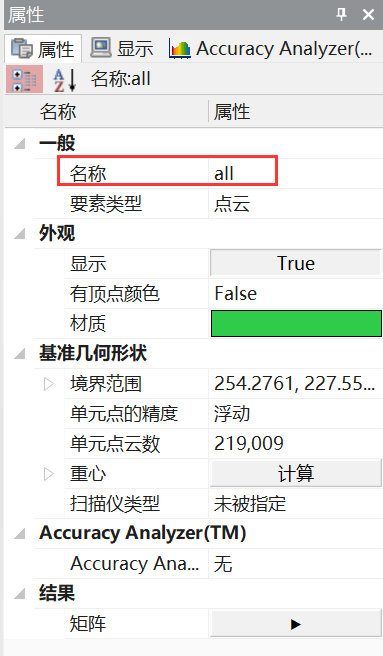 属性
属性 显示 Accuracy Analyzer(...
名称:all
名称 属性
一般
名称 all
要素类型 点云
外观
显示 True
有顶点颜色 False
材质
基准几何形状
境界范围 254.2761, 227.55...
单元点的精度 浮动
单元点云数 219,009
重心 计算
扫描仪类型 未被指定
Accuracy Analyzer(TM)
Accuracy Ana... 无
结果
矩阵